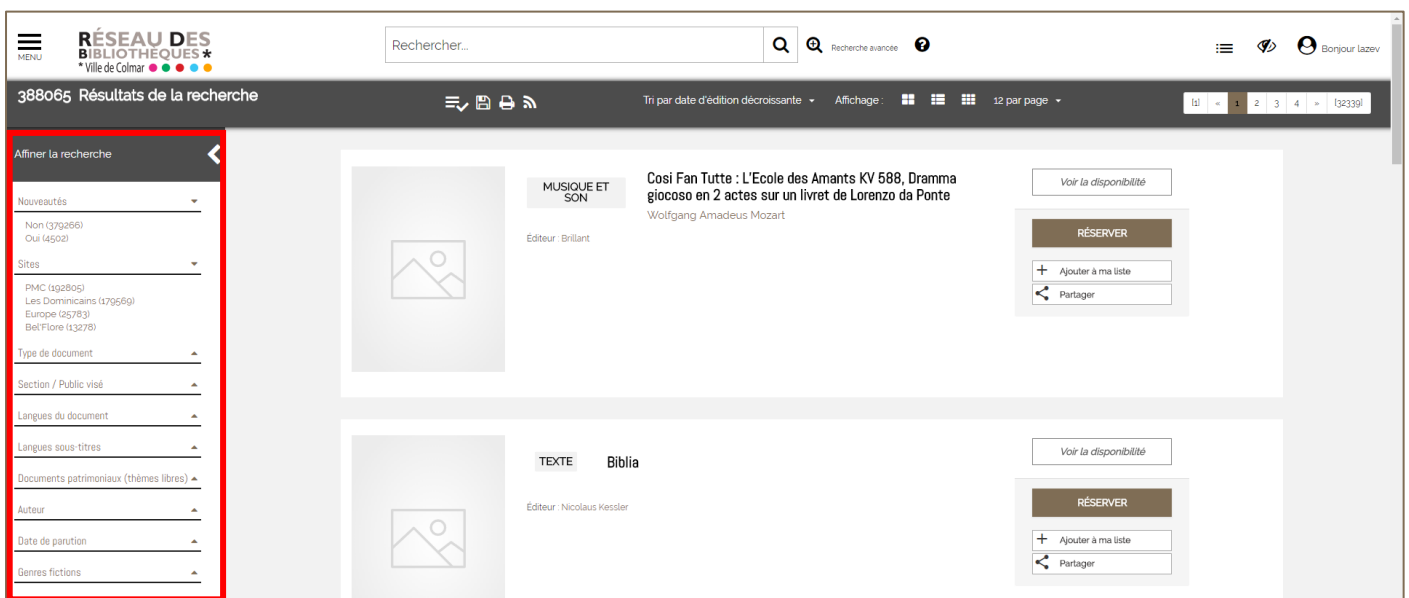 MENU
RÉSEAU DES
BIBLIOTHÈQUES *
* Ville de Colmar
Rechercher...
Recherche avancée
Bonjour lazev
388065 Résultats de la recherche
Tri par date d'édition décroissante
Affichage :
12 par page
[1] « 1 2 3 4 » [32339]
Affiner la recherche
Nouveautés
Non (379266)
Oui (4502)
Sites
PMC (192805)
Les Dominicains (179569)
Europe (25783)
Bel'Flore (13278)
Type de document
Section / Public visé
Langues du document
Langues sous-titres
Documents patrimoniaux (thèmes libres)
Auteur
Date de parution
Genres fictions
MUSIQUE ET
SON
Cosi Fan Tutte : L'Ecole des Amants KV 588, Dramma
giocoso en 2 actes sur un livret de Lorenzo da Ponte
Wolfgang Amadeus Mozart
Éditeur : Brillant
Voir la disponibilité
RÉSERVER
Ajouter à ma liste
Partager
TEXTE
Biblia
Éditeur : Nicolaus Kessler
Voir la disponibilité
RÉSERVER
Ajouter à ma liste
Partager